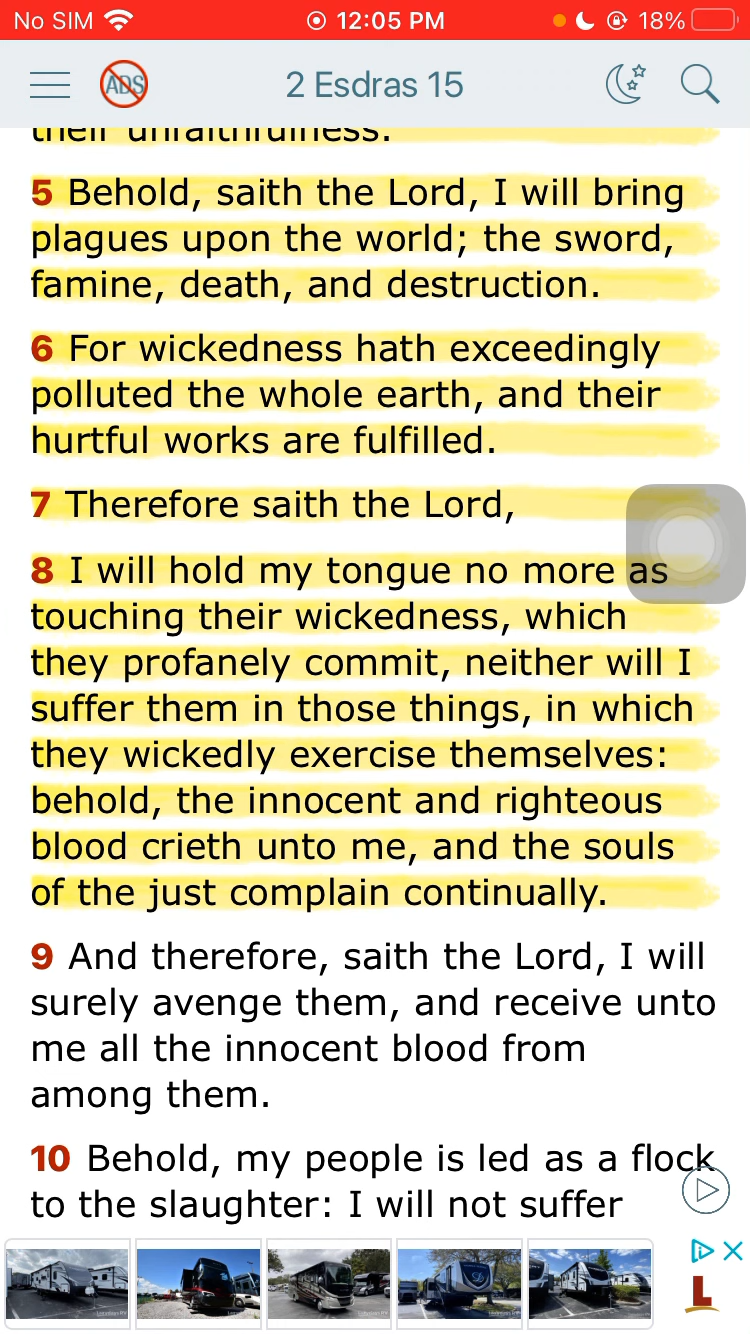 No SIM 12:05 PM 18%
ADS 2 Esdras 15
their unfaithfulness.
5 Behold, saith the Lord, I will bring
plagues upon the world; the sword,
famine, death, and destruction.
6 For wickedness hath exceedingly
polluted the whole earth, and their
hurtful works are fulfilled.
7 Therefore saith the Lord,
8 I will hold my tongue no more as
touching their wickedness, which
they profanely commit, neither will I
suffer them in those things, in which
they wickedly exercise themselves:
behold, the innocent and righteous
blood crieth unto me, and the souls
of the just complain continually.
9 And therefore, saith the Lord, I will
surely avenge them, and receive unto
me all the innocent blood from
among them.
10 Behold, my people is led as a flock
to the slaughter: I will not suffer
L